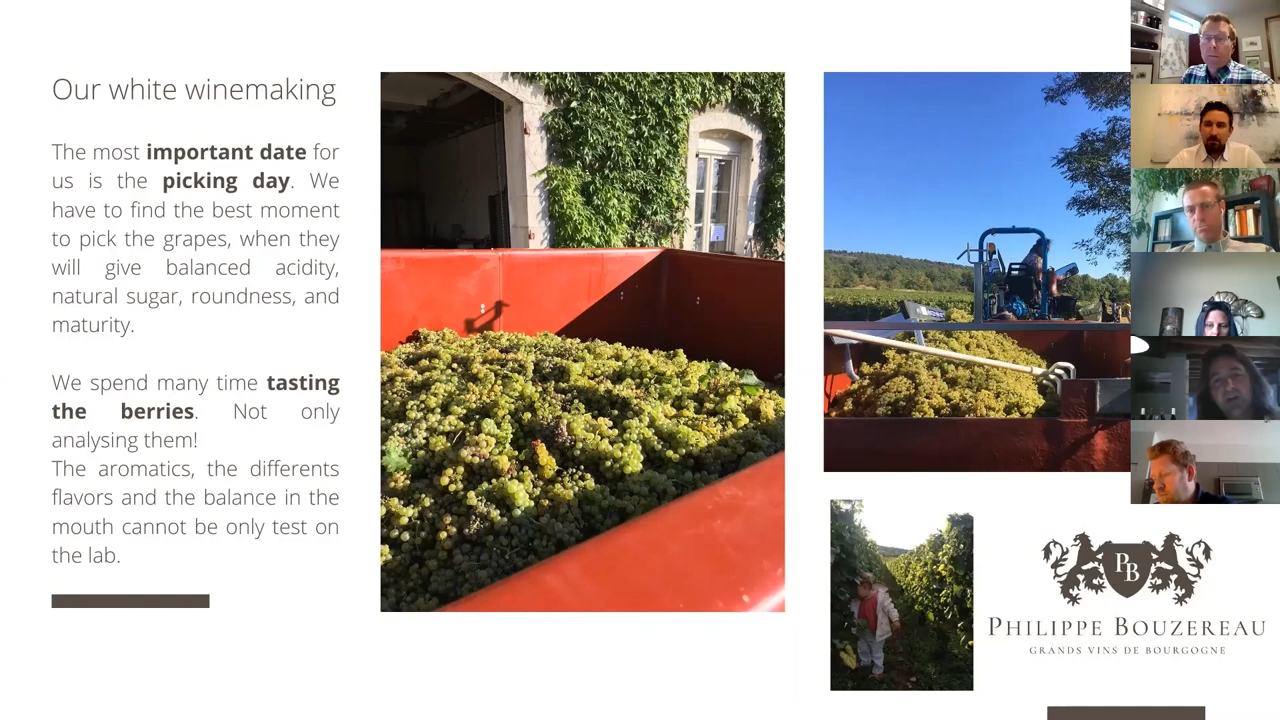 Our white winemaking
The most important date for
us is the picking day. We
have to find the best moment
to pick the grapes, when they
will give balanced acidity,
natural sugar, roundness, and
maturity.
We spend many time tasting
the berries. Not only
analysing them!
The aromatics, the differents
flavors and the balance in the
mouth cannot be only test on
the lab.
PB
PHILIPPE BOUZEREAU
GRANDS VINS DE BOURGOGNE